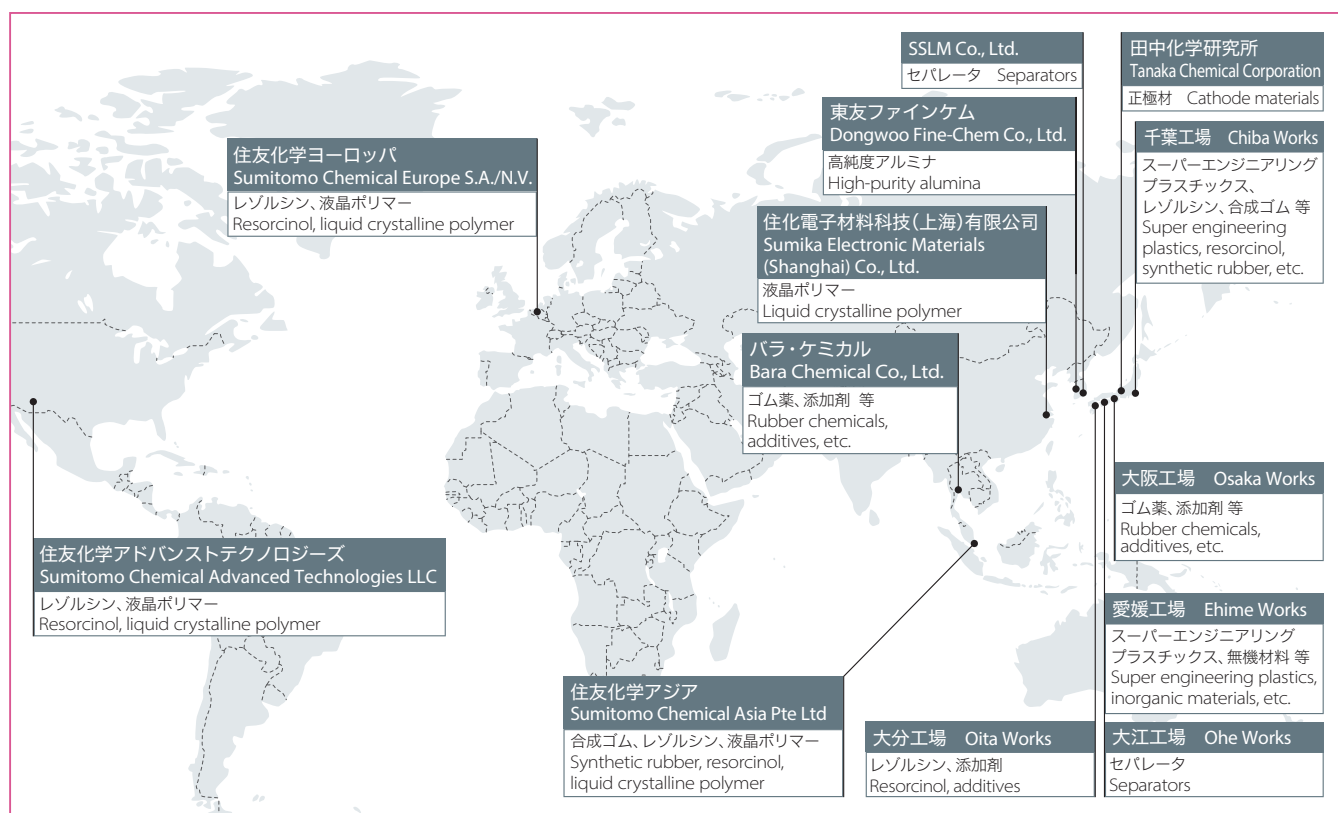 SSLM Co., Ltd.
セパレータ Separators
田中化学研究所
Tanaka Chemical Corporation
正極材 Cathode materials
東友ファインケム
Dongwoo Fine-Chem Co., Ltd.
高純度アルミナ
High-purity alumina
千葉工場 Chiba Works
スーパーエンジニアリング
プラスチックス、
レゾルシン、合成ゴム 等
Super engineering
plastics, resorcinol,
synthetic rubber, etc.
住友化学ヨーロッパ
Sumitomo Chemical Europe S.A./N.V.
レゾルシン、液晶ポリマー
Resorcinol, liquid crystalline polymer
住化電子材料科技(上海)有限公司
Sumika Electronic Materials
(Shanghai) Co., Ltd.
液晶ポリマー
Liquid crystalline polymer
バラ・ケミカル
Bara Chemical Co., Ltd.
ゴム薬、添加剤 等
Rubber chemicals,
additives, etc.
大阪工場 Osaka Works
ゴム薬、添加剤 等
Rubber chemicals,
additives, etc.
住友化学アドバンストテクノロジーズ
Sumitomo Chemical Advanced Technologies LLC
レゾルシン、液晶ポリマー
Resorcinol, liquid crystalline polymer
愛媛工場 Ehime Works
スーパーエンジニアリング
プラスチックス、無機材料 等
Super engineering plastics,
inorganic materials, etc.
住友化学アジア
Sumitomo Chemical Asia Pte Ltd
合成ゴム、レゾルシン、液晶ポリマー
Synthetic rubber, resorcinol,
liquid crystalline polymer
大分工場 Oita Works
レゾルシン、添加剤
Resorcinol, additives
大江工場 Ohe Works
セパレータ
Separators